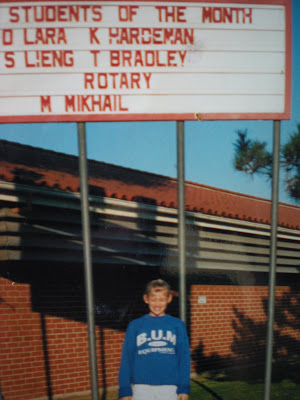 STUDENTS OF THE MONTH
D LARA K HARDEMAN
S LIENG T BRADLEY
ROTARY
M MIKHAIL
B.U.M
EQUIPMENT